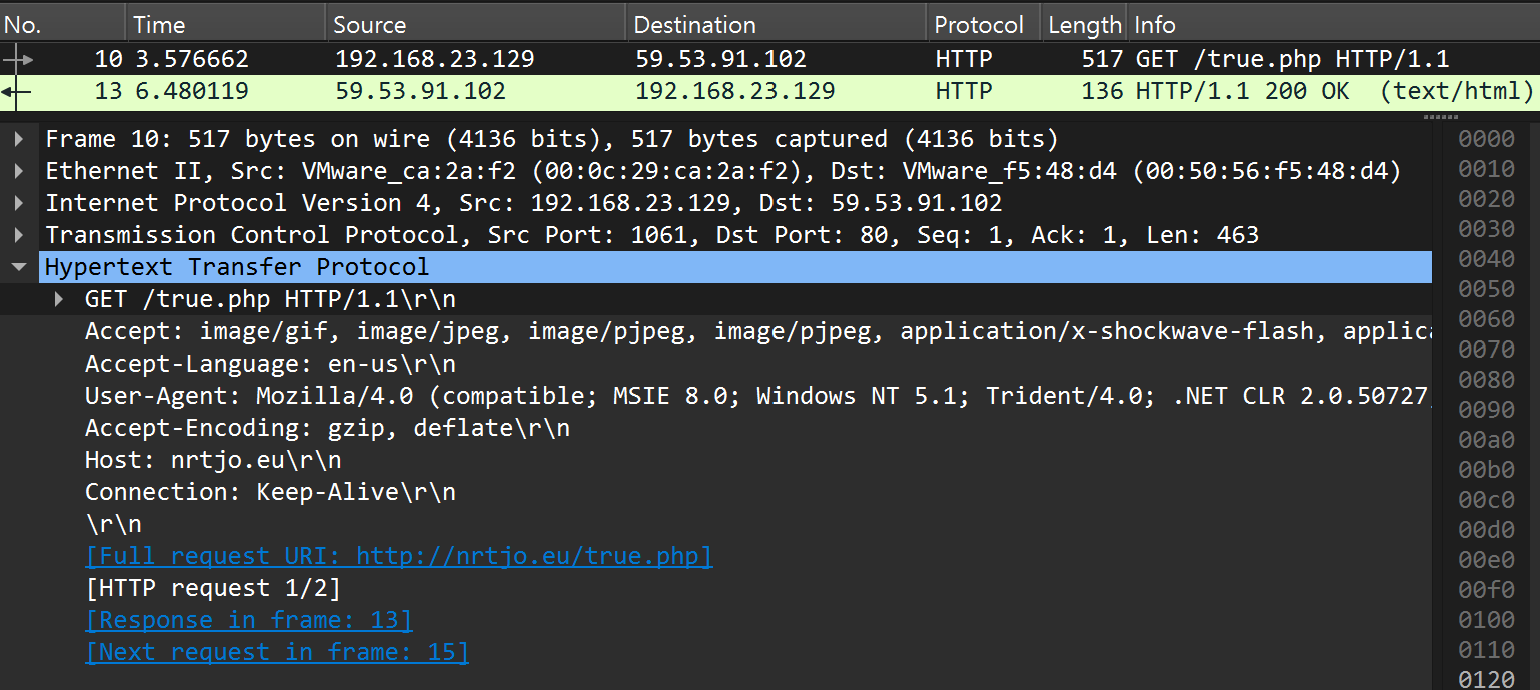 No. Time Source Destination Protocol Length Info
10 3.576662 192.168.23.129 59.53.91.102 HTTP 517 GET /true.php HTTP/1.1
13 6.480119 59.53.91.102 192.168.23.129 HTTP 136 HTTP/1.1 200 OK (text/html)
Frame 10: 517 bytes on wire (4136 bits), 517 bytes captured (4136 bits)
Ethernet II, Src: VMware_ca:2a:f2 (00:0c:29:ca:2a:f2), Dst: VMware_f5:48:d4 (00:50:56:f5:48:d4)
Internet Protocol Version 4, Src: 192.168.23.129, Dst: 59.53.91.102
Transmission Control Protocol, Src Port: 1061, Dst Port: 80, Seq: 1, Ack: 1, Len: 463
Hypertext Transfer Protocol
GET /true.php HTTP/1.1\r\n
Accept: image/gif, image/jpeg, image/pjpeg, image/pjpeg, application/x-shockwave-flash, applica
Accept-Language: en-us\r\n
User-Agent: Mozilla/4.0 (compatible; MSIE 8.0; Windows NT 5.1; Trident/4.0; .NET CLR 2.0.50727;
Accept-Encoding: gzip, deflate\r\n
Host: nrtjo.eu\r\n
Connection: Keep-Alive\r\n
\r\n
[Full request URI: http://nrtjo.eu/true.php]
[HTTP request 1/2]
[Response in frame: 13]
[Next request in frame: 15]
0000
0010
0020
0030
0040
0050
0060
0070
0080
0090
00a0
00b0
00c0
00d0
00e0
00f0
0100
0110
0120